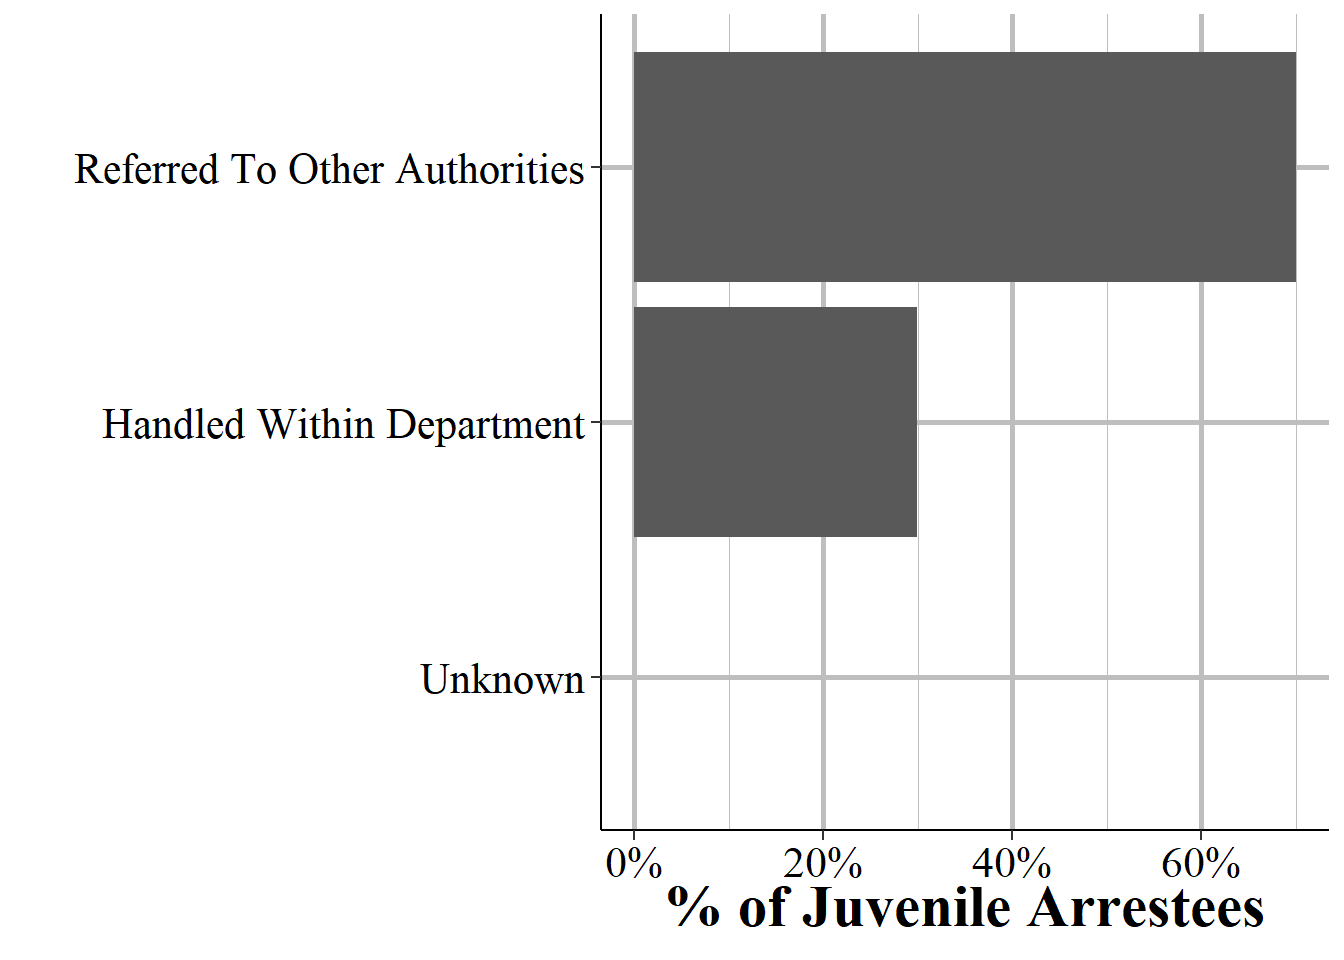 Referred To Other Authorities
Handled Within Department
Unknown
0% 20% 40% 60%
% of Juvenile Arrestees